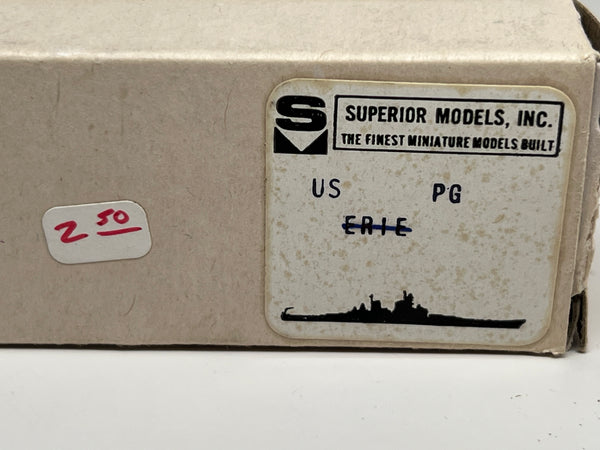 S
SUPERIOR MODELS, INC.
THE FINEST MINIATURE MODELS BUILT
US PG
ERIE
2 50